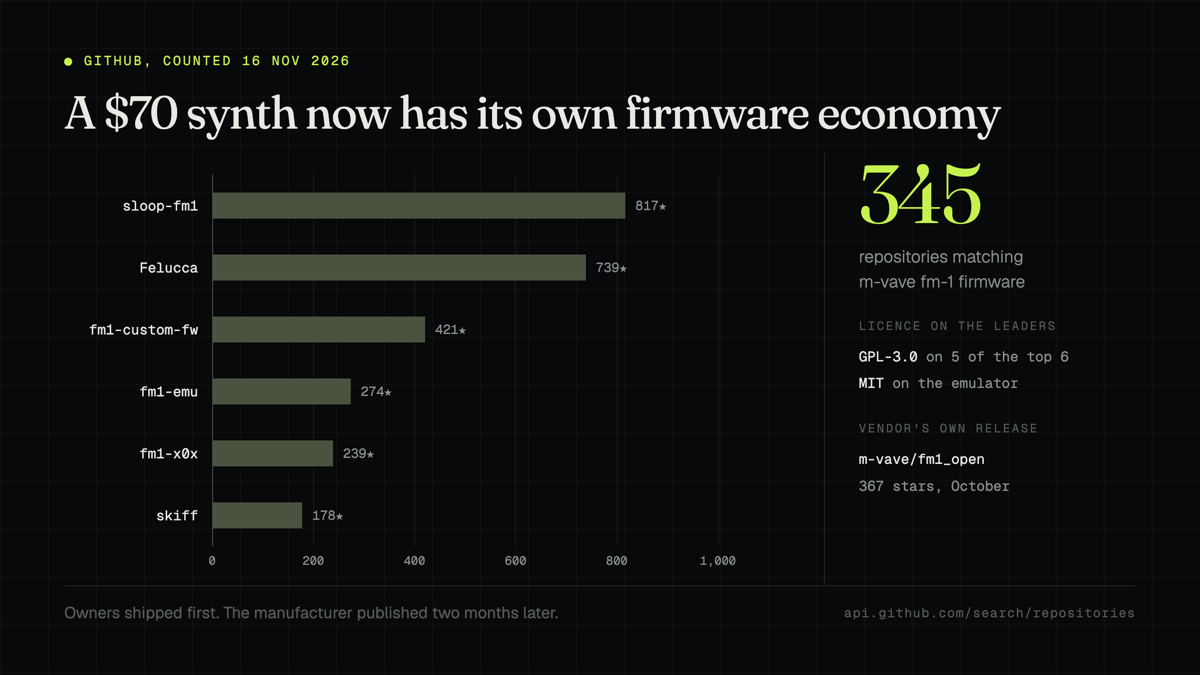 GITHUB, COUNTED 16 NOV 2026
A $70 synth now has its own firmware economy
sloop-fm1 817★
Felucca 739★
fm1-custom-fw 421★
fm1-emu 274★
fm1-x0x 239★
skiff 178★
0 200 400 600 800 1,000
345
repositories matching
m-vave fm-1 firmware
LICENCE ON THE LEADERS
GPL-3.0 on 5 of the top 6
MIT on the emulator
VENDOR'S OWN RELEASE
m-vave/fm1_open
367 stars, October
Owners shipped first. The manufacturer published two months later.
api.github.com/search/repositories